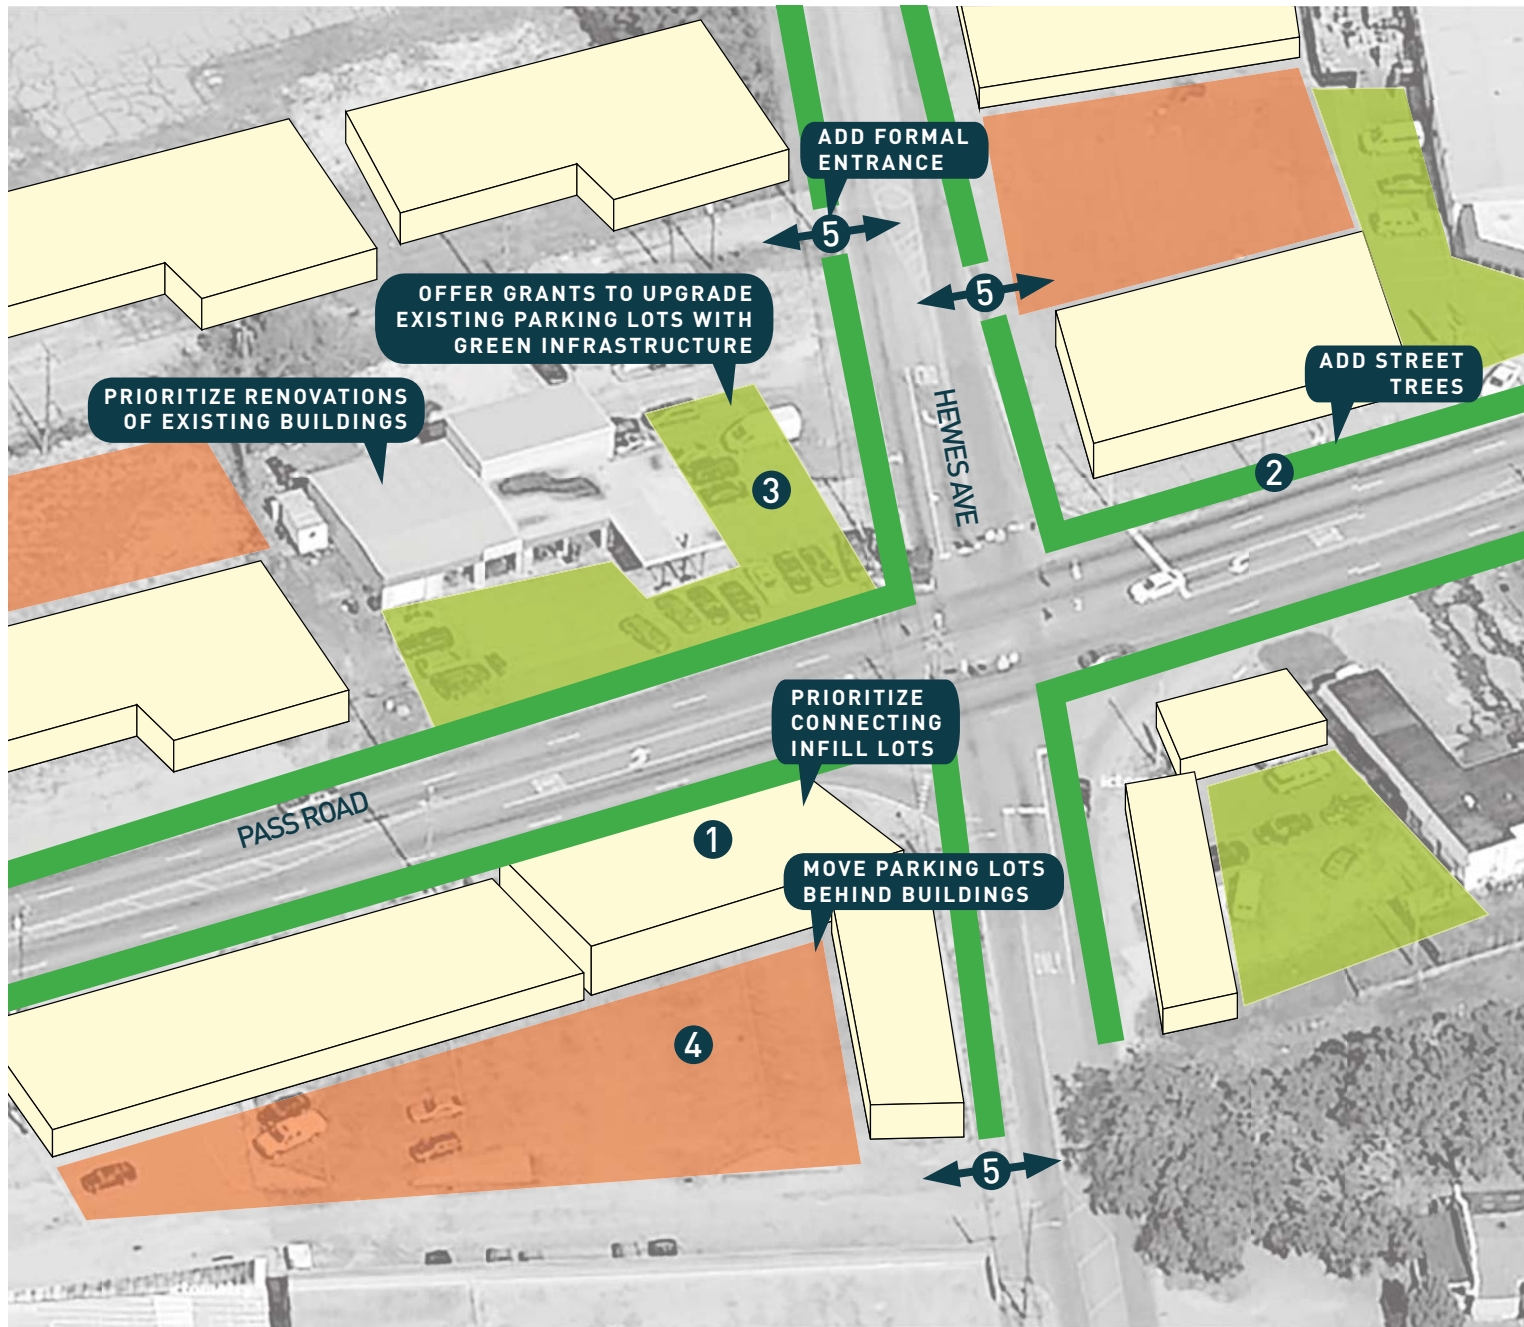 ADD FORMAL
ENTRANCE
5
5
OFFER GRANTS TO UPGRADE
EXISTING PARKING LOTS WITH
GREEN INFRASTRUCTURE
PRIORITIZE RENOVATIONS
OF EXISTING BUILDINGS
ADD STREET
TREES
HEWES AVE
2
3
PRIORITIZE
CONNECTING
INFILL LOTS
PASS ROAD
1
MOVE PARKING LOTS
BEHIND BUILDINGS
4
5